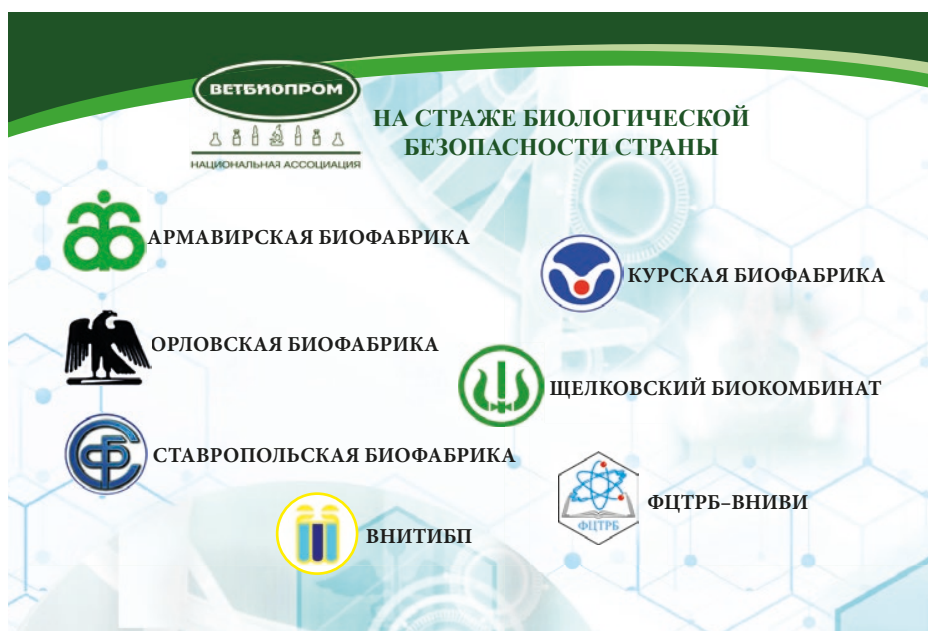 ВЕТБИОПРОМ
НАЦИОНАЛЬНАЯ АССОЦИАЦИЯ
НА СТРАЖЕ БИОЛОГИЧЕСКОЙ
БЕЗОПАСНОСТИ СТРАНЫ
АРМАВИРСКАЯ БИОФАБРИКА
КУРСКАЯ БИОФАБРИКА
ОРЛОВСКАЯ БИОФАБРИКА
ЩЕЛКОВСКИЙ БИОКОМБИНАТ
СТАВРОПОЛЬСКАЯ БИОФАБРИКА
ФЦТРБ
ФЦТРБ–ВНИВИ
ВНИТИБП